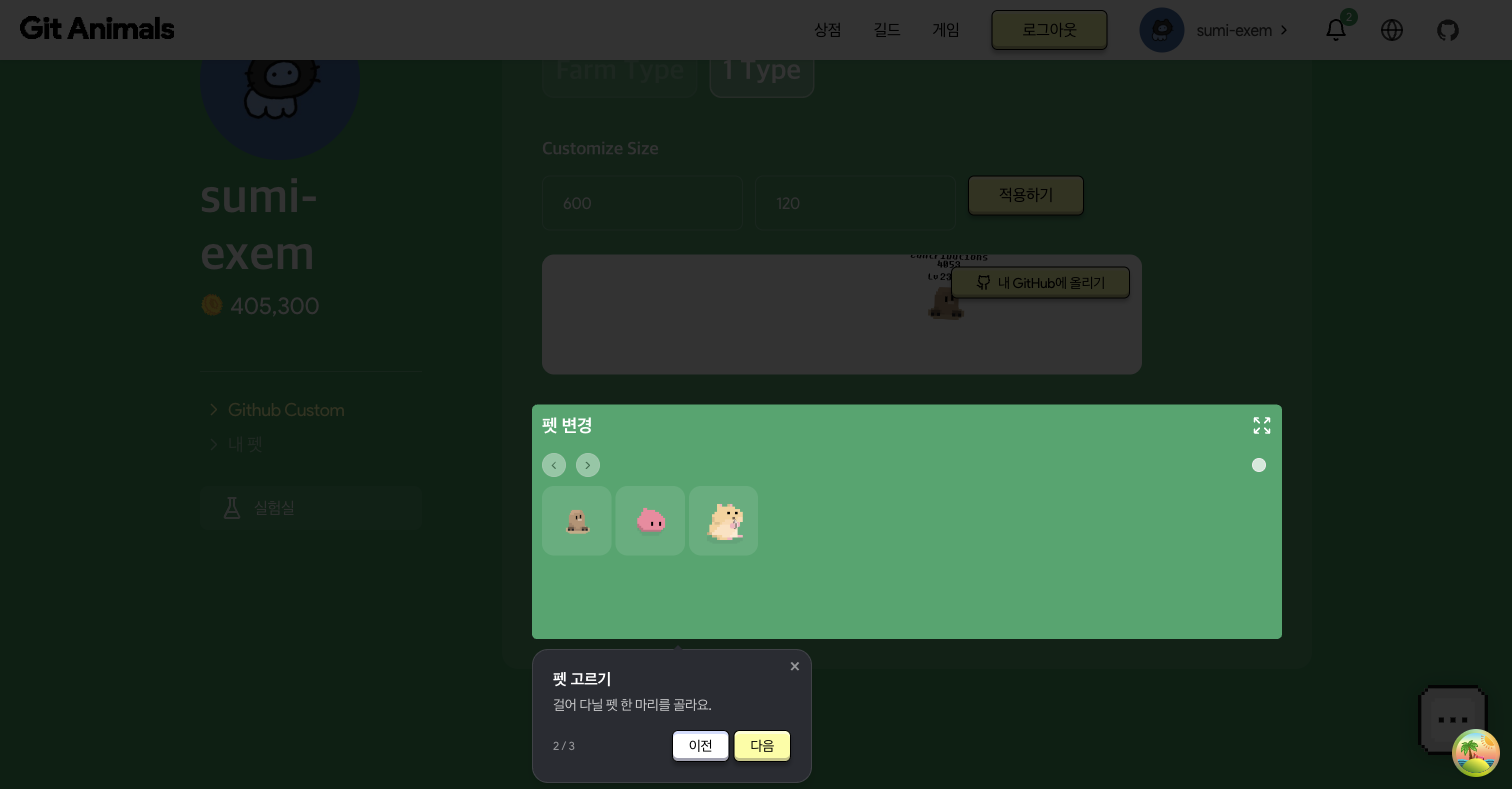 Git Animals
상점
길드
게임
로그아웃
sumi-exem
2
sumi-
exem
405,300
Github Custom
내 펫
실험실
Farm Type
1 Type
Customize Size
600
120
적용하기
contributions
4053
Lv23
내 GitHub에 올리기
펫 변경
펫 고르기
걸어 다닐 펫 한 마리를 골라요.
2 / 3
이전
다음